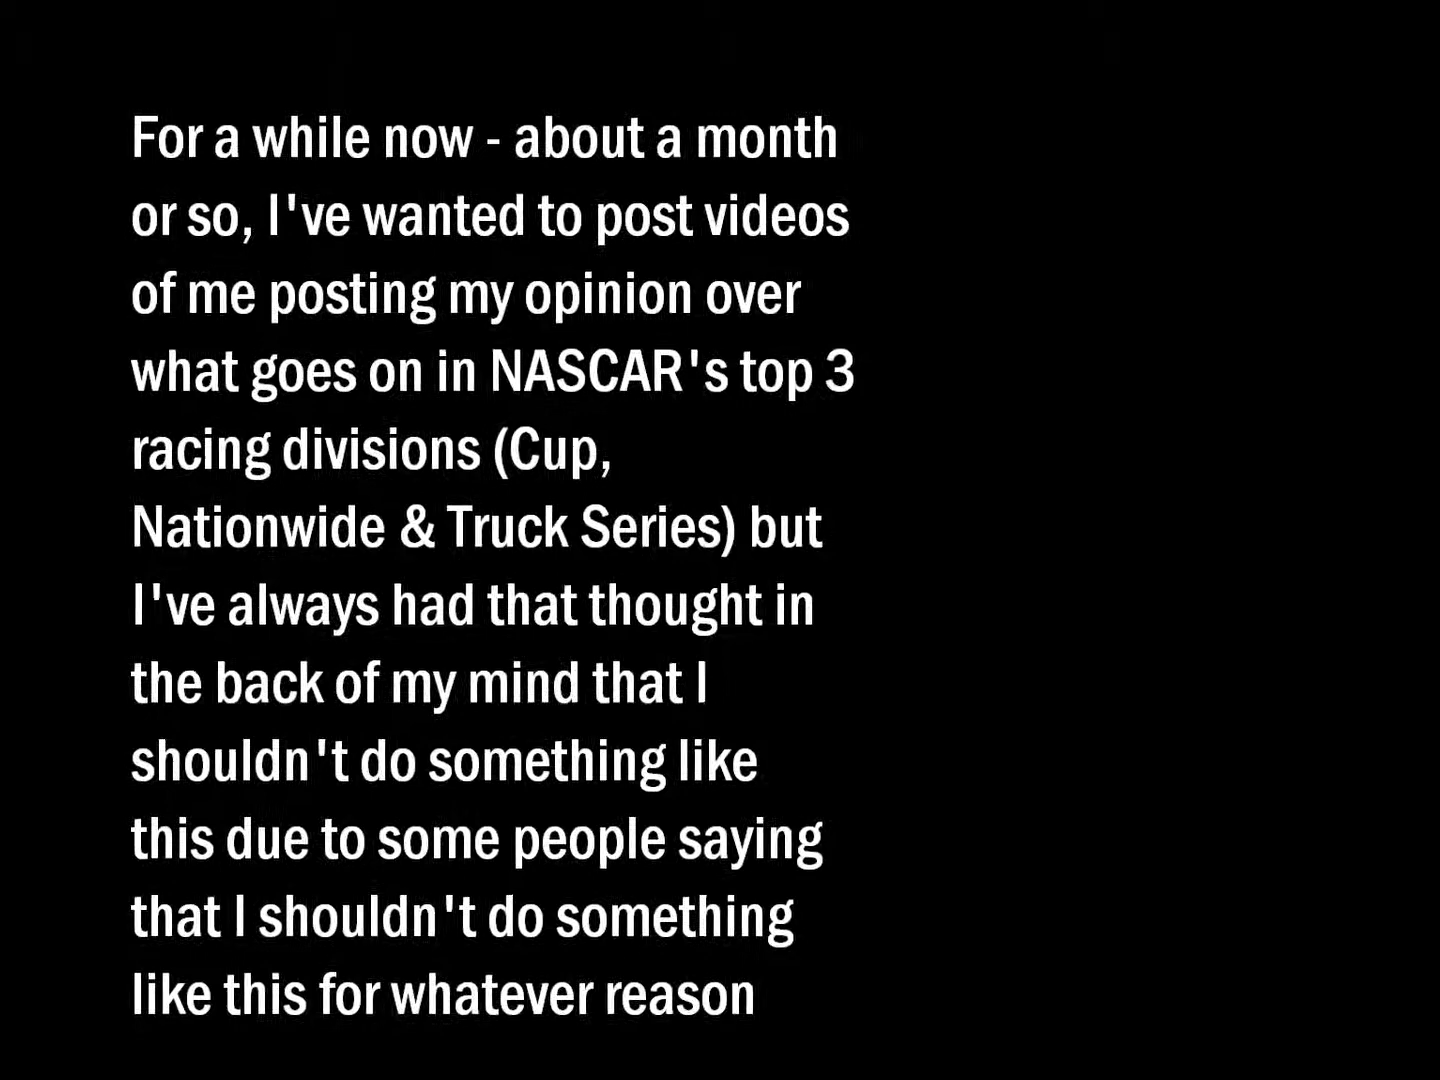 For a while now - about a month
or so, I've wanted to post videos
of me posting my opinion over
what goes on in NASCAR's top 3
racing divisions (Cup,
Nationwide & Truck Series) but
I've always had that thought in
the back of my mind that I
shouldn't do something like
this due to some people saying
that I shouldn't do something
like this for whatever reason